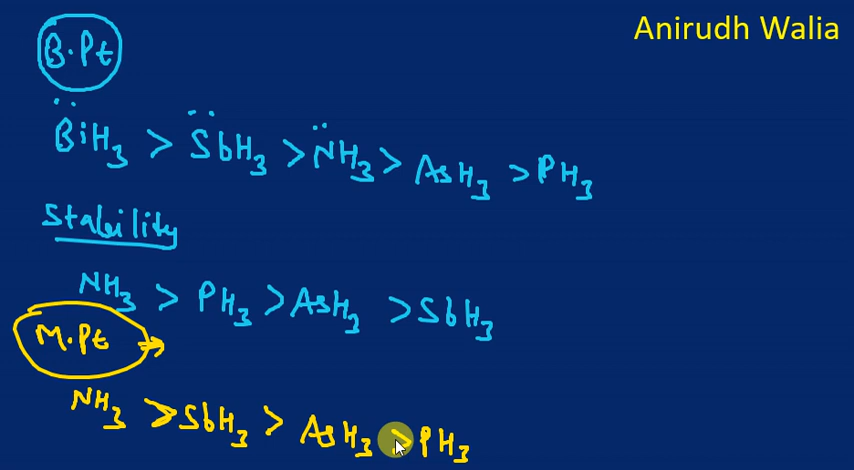 Anirudh Walia
B.Pt
BiH3 > SbH3 > NH3 > AsH3 > PH3
Stability
NH3 > PH3 > AsH3 > SbH3
M.Pt →
NH3 > SbH3 > AsH3 > PH3